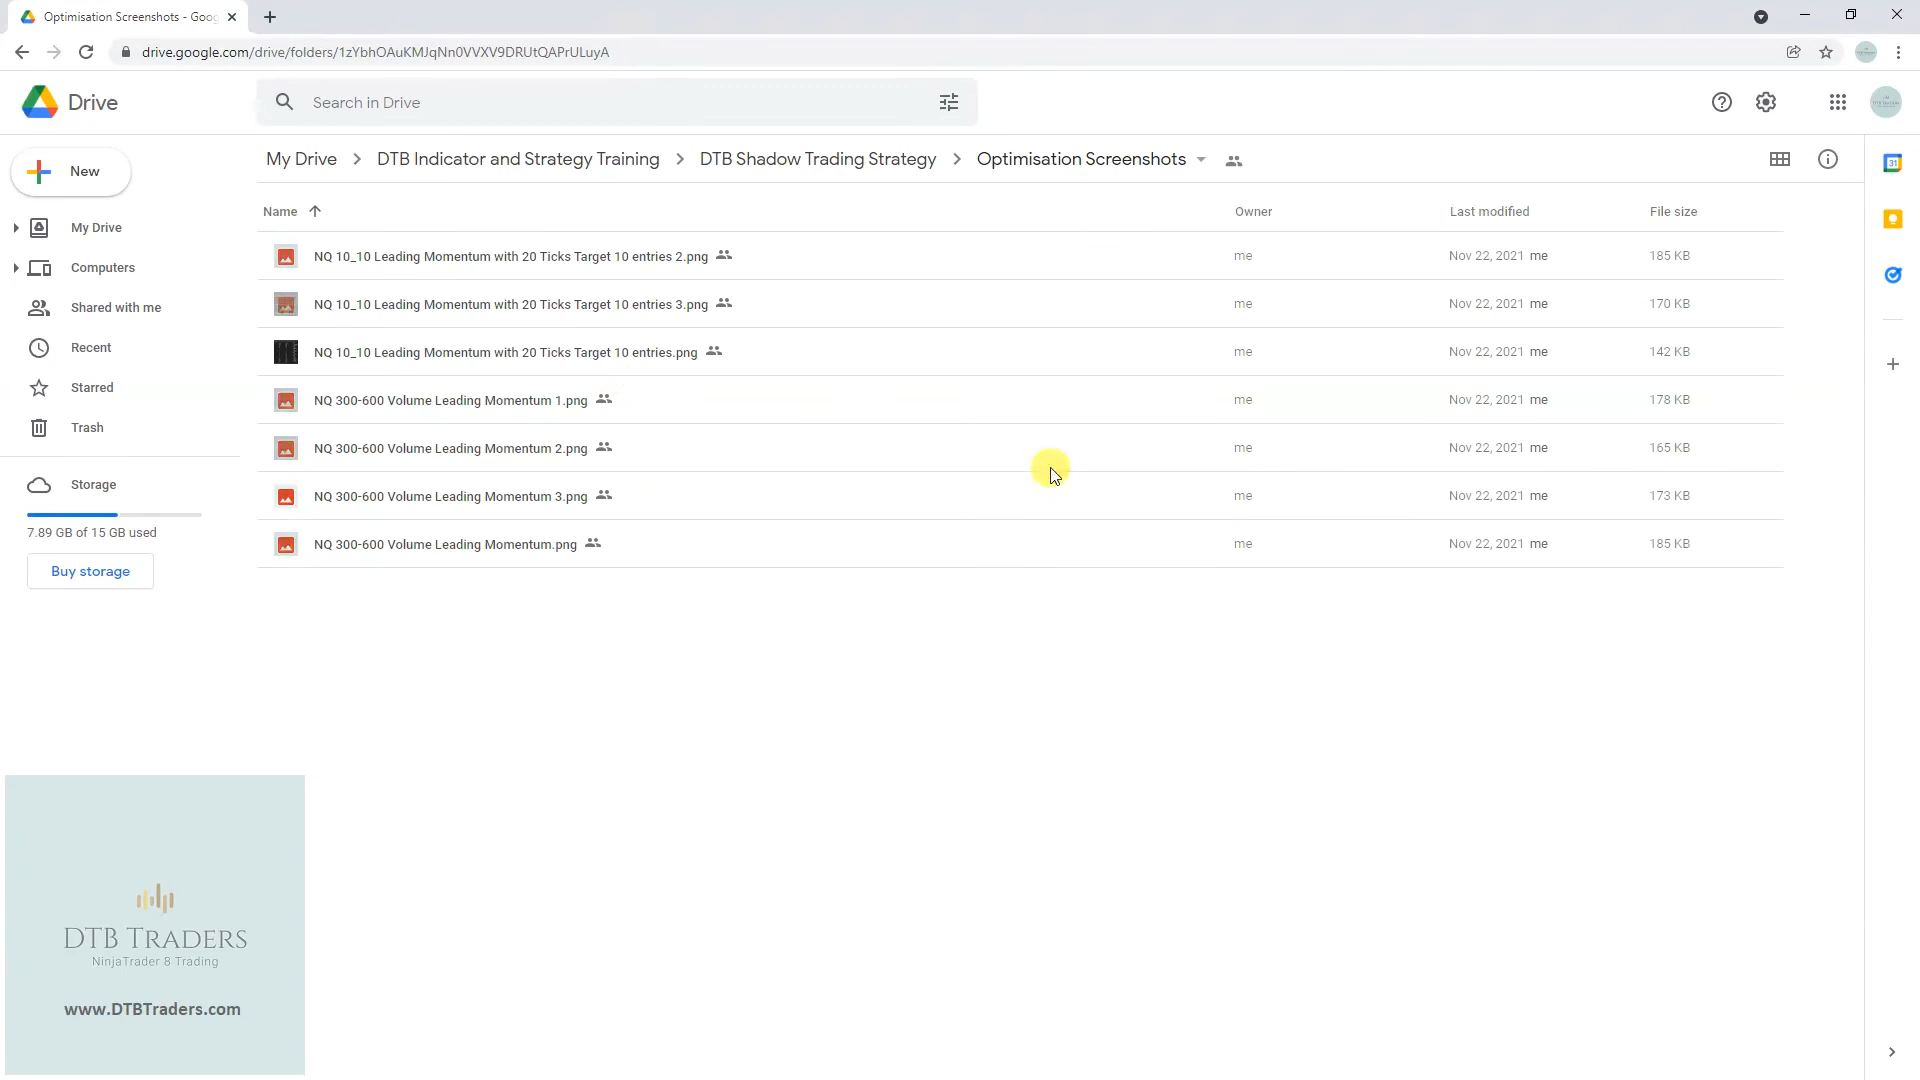 Optimisation Screenshots - Goog
drive.google.com/drive/folders/1zYbhOAuKMJqNn0VVXV9DRUtQAPrULuyA
Drive
Search in Drive
New
My Drive
Computers
Shared with me
Recent
Starred
Trash
Storage
7.89 GB of 15 GB used
Buy storage
My Drive > DTB Indicator and Strategy Training > DTB Shadow Trading Strategy > Optimisation Screenshots
Name Owner Last modified File size
NQ 10_10 Leading Momentum with 20 Ticks Target 10 entries 2.png me Nov 22, 2021 me 185 KB
NQ 10_10 Leading Momentum with 20 Ticks Target 10 entries 3.png me Nov 22, 2021 me 170 KB
NQ 10_10 Leading Momentum with 20 Ticks Target 10 entries.png me Nov 22, 2021 me 142 KB
NQ 300-600 Volume Leading Momentum 1.png me Nov 22, 2021 me 178 KB
NQ 300-600 Volume Leading Momentum 2.png me Nov 22, 2021 me 165 KB
NQ 300-600 Volume Leading Momentum 3.png me Nov 22, 2021 me 173 KB
NQ 300-600 Volume Leading Momentum.png me Nov 22, 2021 me 185 KB
31
DTB TRADERS
NinjaTrader 8 Trading
www.DTBTraders.com